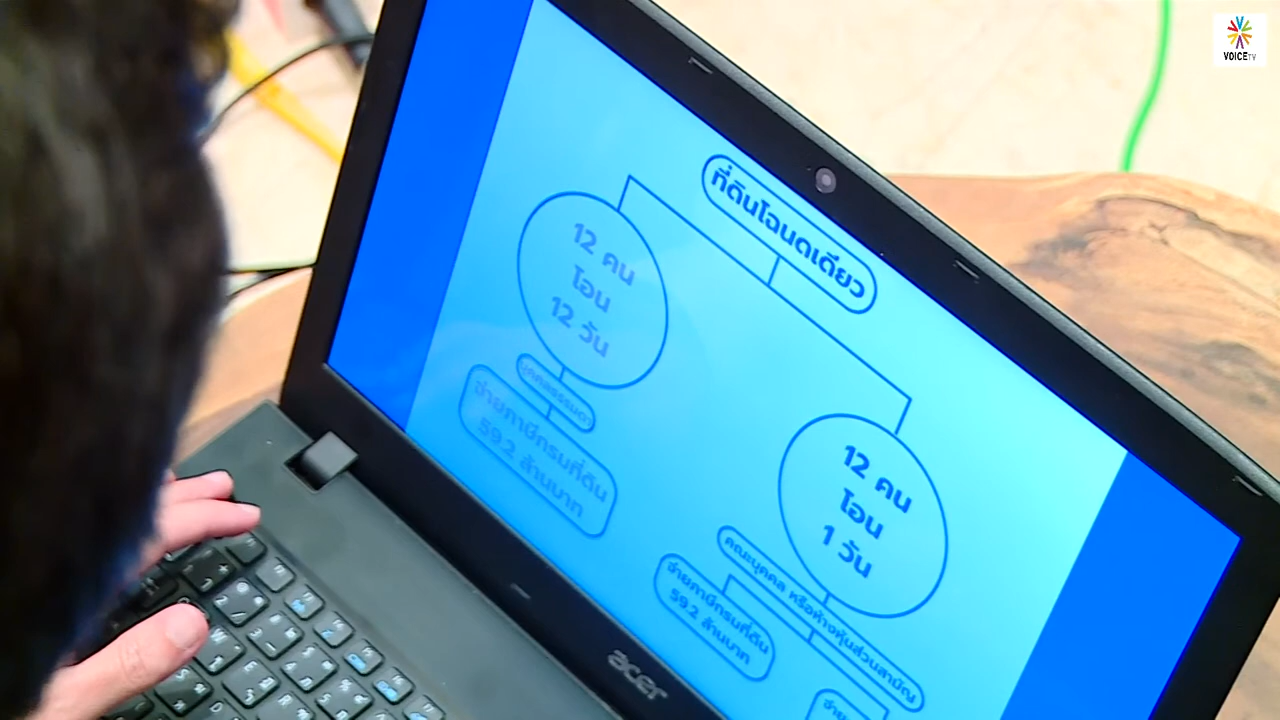 VOICE TV
ที่ดินโฉนดเดียว
12 คน
โอน
12 วัน
บุคคลธรรมดา
จ่ายภาษีกรมที่ดิน
59.2 ล้านบาท
12 คน
โอน
1 วัน
คณะบุคคล หรือห้างหุ้นส่วนสามัญ
จ่ายภาษีกรมที่ดิน
59.2 ล้านบาท
acer